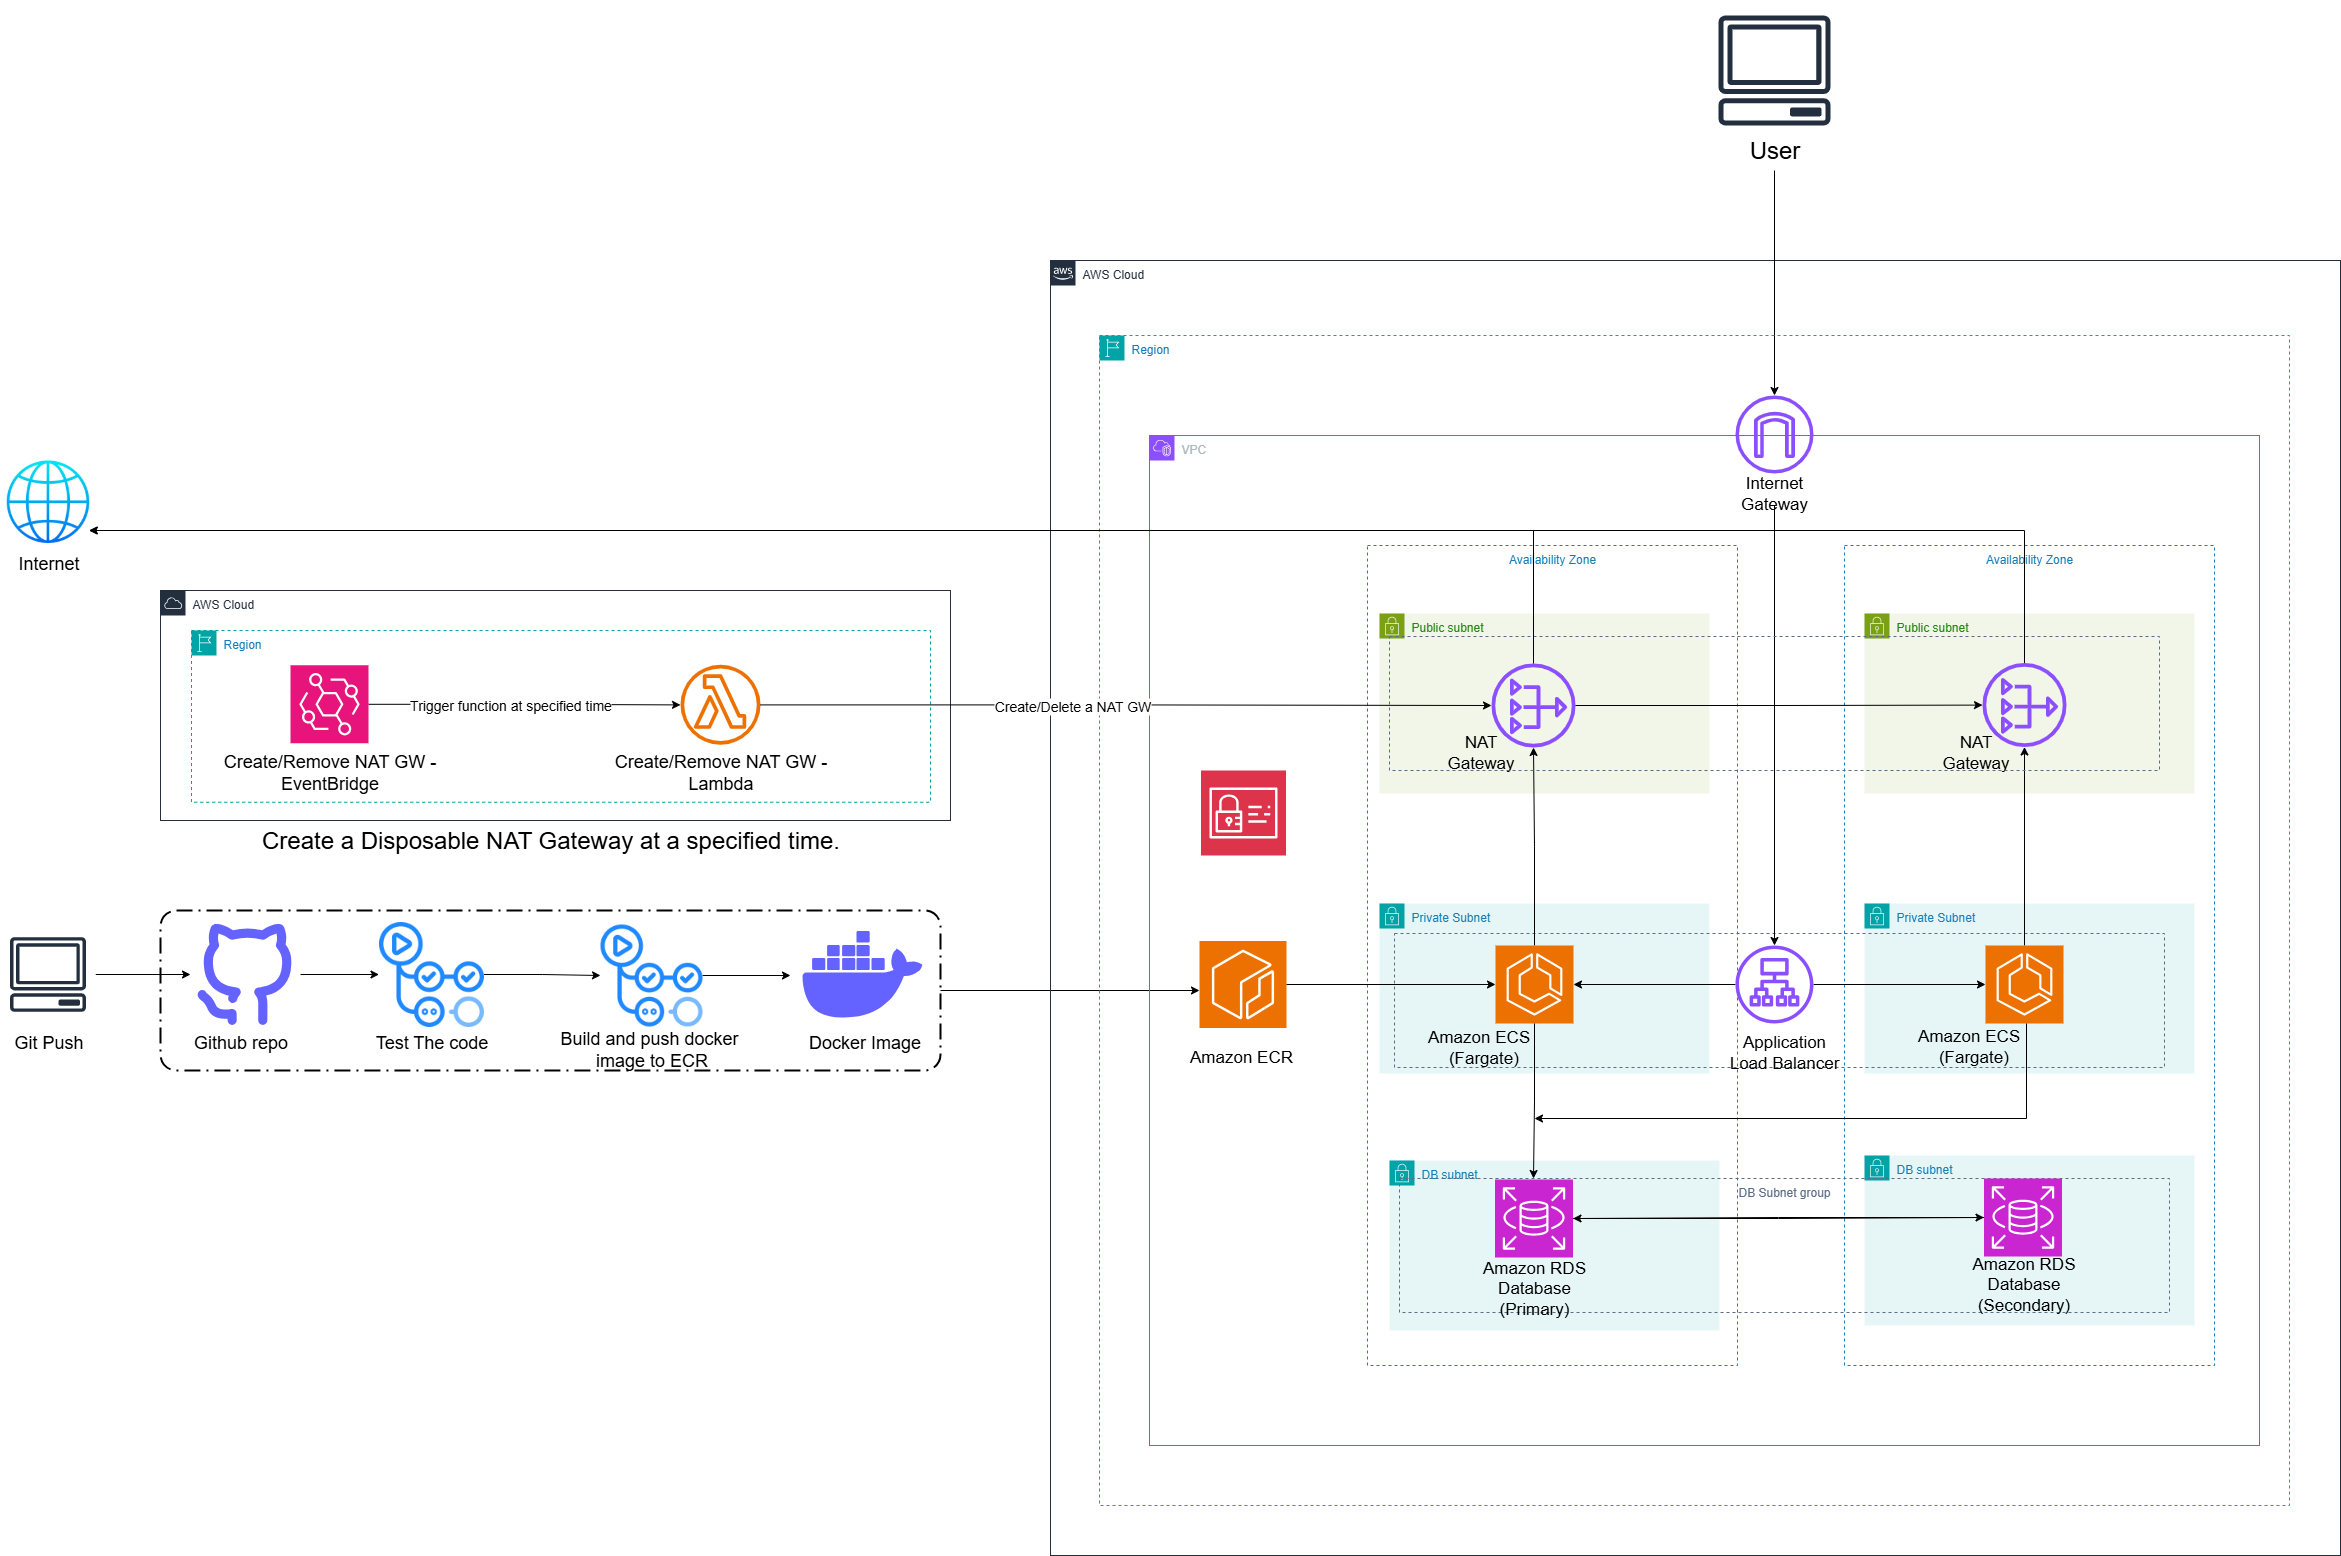 User
aws
AWS Cloud
Region
VPC
Internet
Gateway
Internet
Availability Zone
Availability Zone
AWS Cloud
Region
Public subnet
Public subnet
Trigger function at specified time
Create/Delete a NAT GW
Create/Remove NAT GW -
EventBridge
Create/Remove NAT GW -
Lambda
NAT
Gateway
NAT
Gateway
Create a Disposable NAT Gateway at a specified time.
Private Subnet
Private Subnet
Git Push
Github repo
Test The code
Build and push docker
image to ECR
Docker Image
Amazon ECR
Amazon ECS
(Fargate)
Application
Load Balancer
Amazon ECS
(Fargate)
DB subnet
DB subnet
DB Subnet group
Amazon RDS
Database
(Primary)
Amazon RDS
Database
(Secondary)